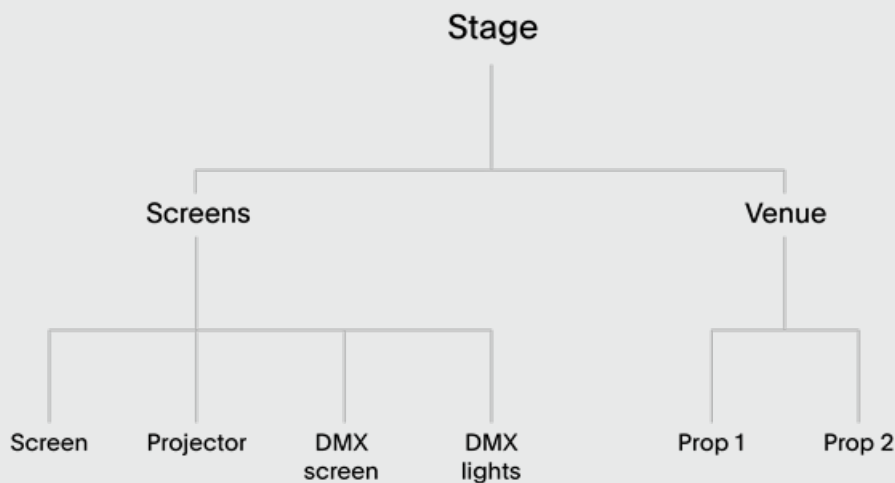 Stage
Screens
Venue
Screen
Projector
DMX
screen
DMX
lights
Prop 1
Prop 2